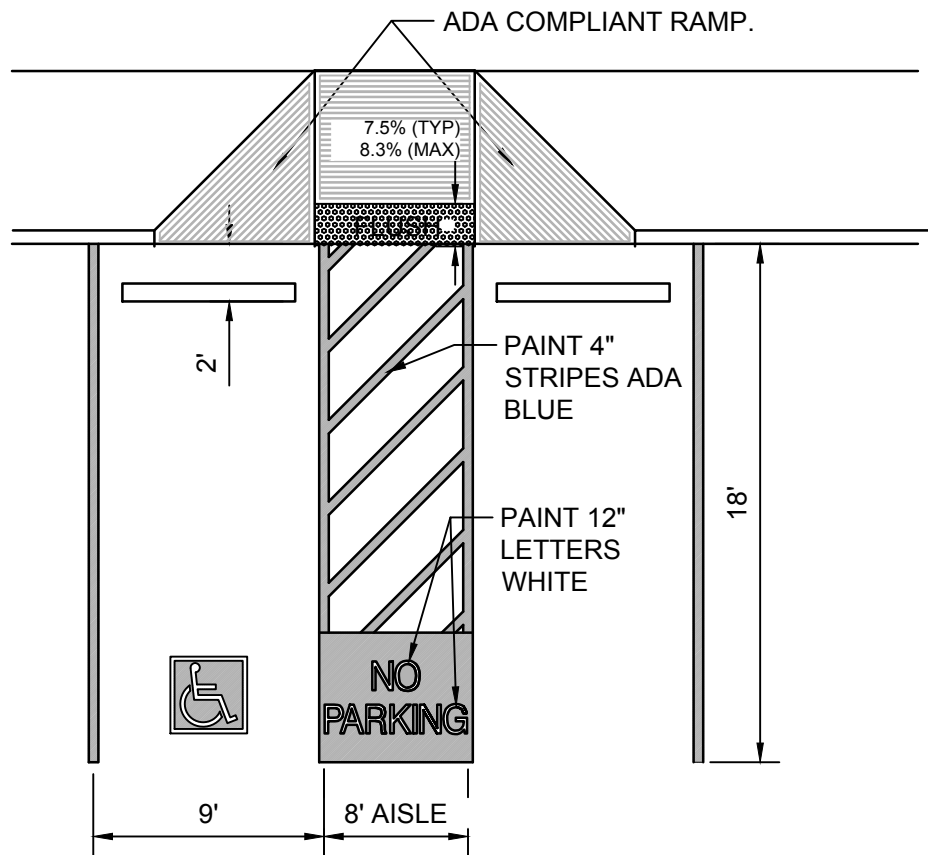 ADA COMPLIANT RAMP.
7.5% (TYP)
8.3% (MAX)
FLUSH
2'
PAINT 4"
STRIPES ADA
BLUE
18'
PAINT 12"
LETTERS
WHITE
NO
PARKING
9'
8' AISLE